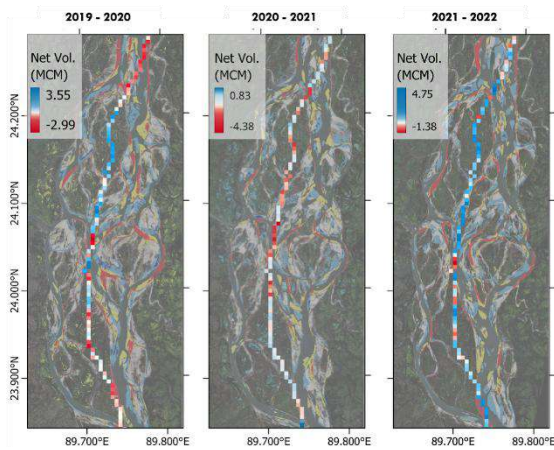 2019 - 2020
2020 - 2021
2021 - 2022
Net Vol.
(MCM)
3.55
-2.99
Net Vol.
(MCM)
0.83
-4.38
Net Vol.
(MCM)
4.75
-1.38
24.200°N
24.100°N
24.000°N
23.900°N
89.700°E 89.800°E
89.700°E 89.800°E
89.700°E 89.800°E